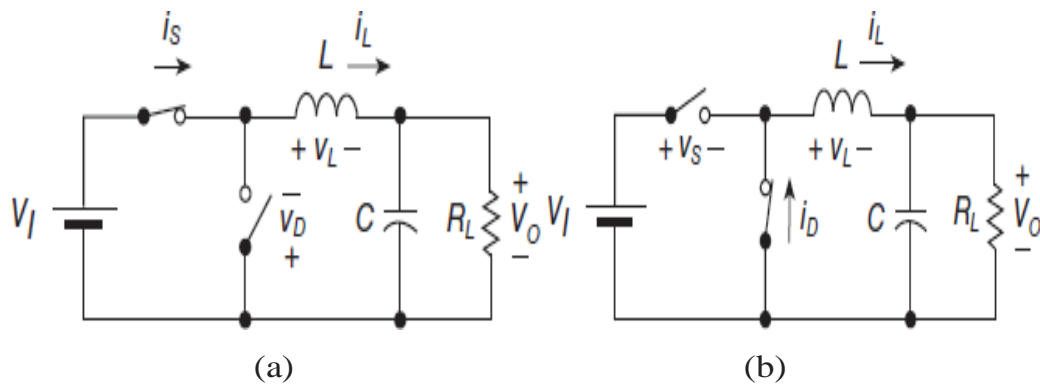 i_S
L i_L
+ v_L −
V_I
− v_D +
C
R_L
+ V_O −
(a)
L i_L
+ v_S −
+ v_L −
V_I
i_D
C
R_L
+ V_O −
(b)